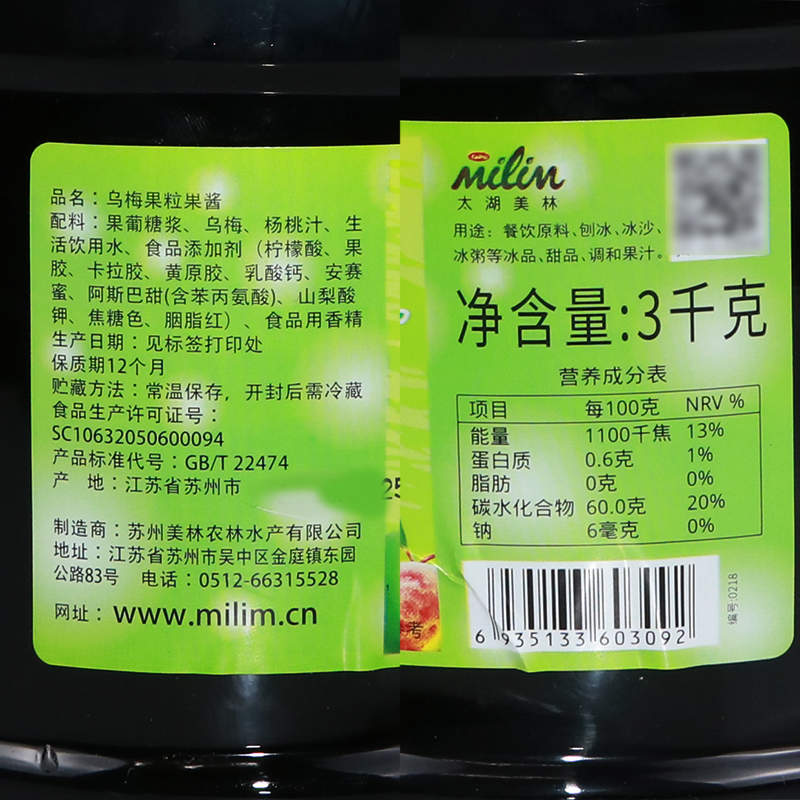 品名：乌梅果粒果酱
配料：果葡糖浆、乌梅、杨桃汁、生
活饮用水、食品添加剂（柠檬酸、果
胶、卡拉胶、黄原胶、乳酸钙、安赛
蜜、阿斯巴甜(含苯丙氨酸)、山梨酸
钾、焦糖色、胭脂红）、食品用香精
生产日期：见标签打印处
保质期12个月
贮藏方法：常温保存，开封后需冷藏
食品生产许可证号：
SC10632050600094
产品标准代号：GB/T 22474
产 地：江苏省苏州市
制造商：苏州美林农林水产有限公司
地址：江苏省苏州市吴中区金庭镇东园
公路83号 电话：0512-66315528
网址：www.milim.cn
25
考
milin
太湖美林
用途：餐饮原料、刨冰、冰沙、
冰粥等冰品、甜品、调和果汁。
净含量:3千克
营养成分表
项目 每100克 NRV %
能量 1100千焦 13%
蛋白质 0.6克 1%
脂肪 0克 0%
碳水化合物 60.0克 20%
钠 6毫克 0%
6 935133 603092
编号:0218